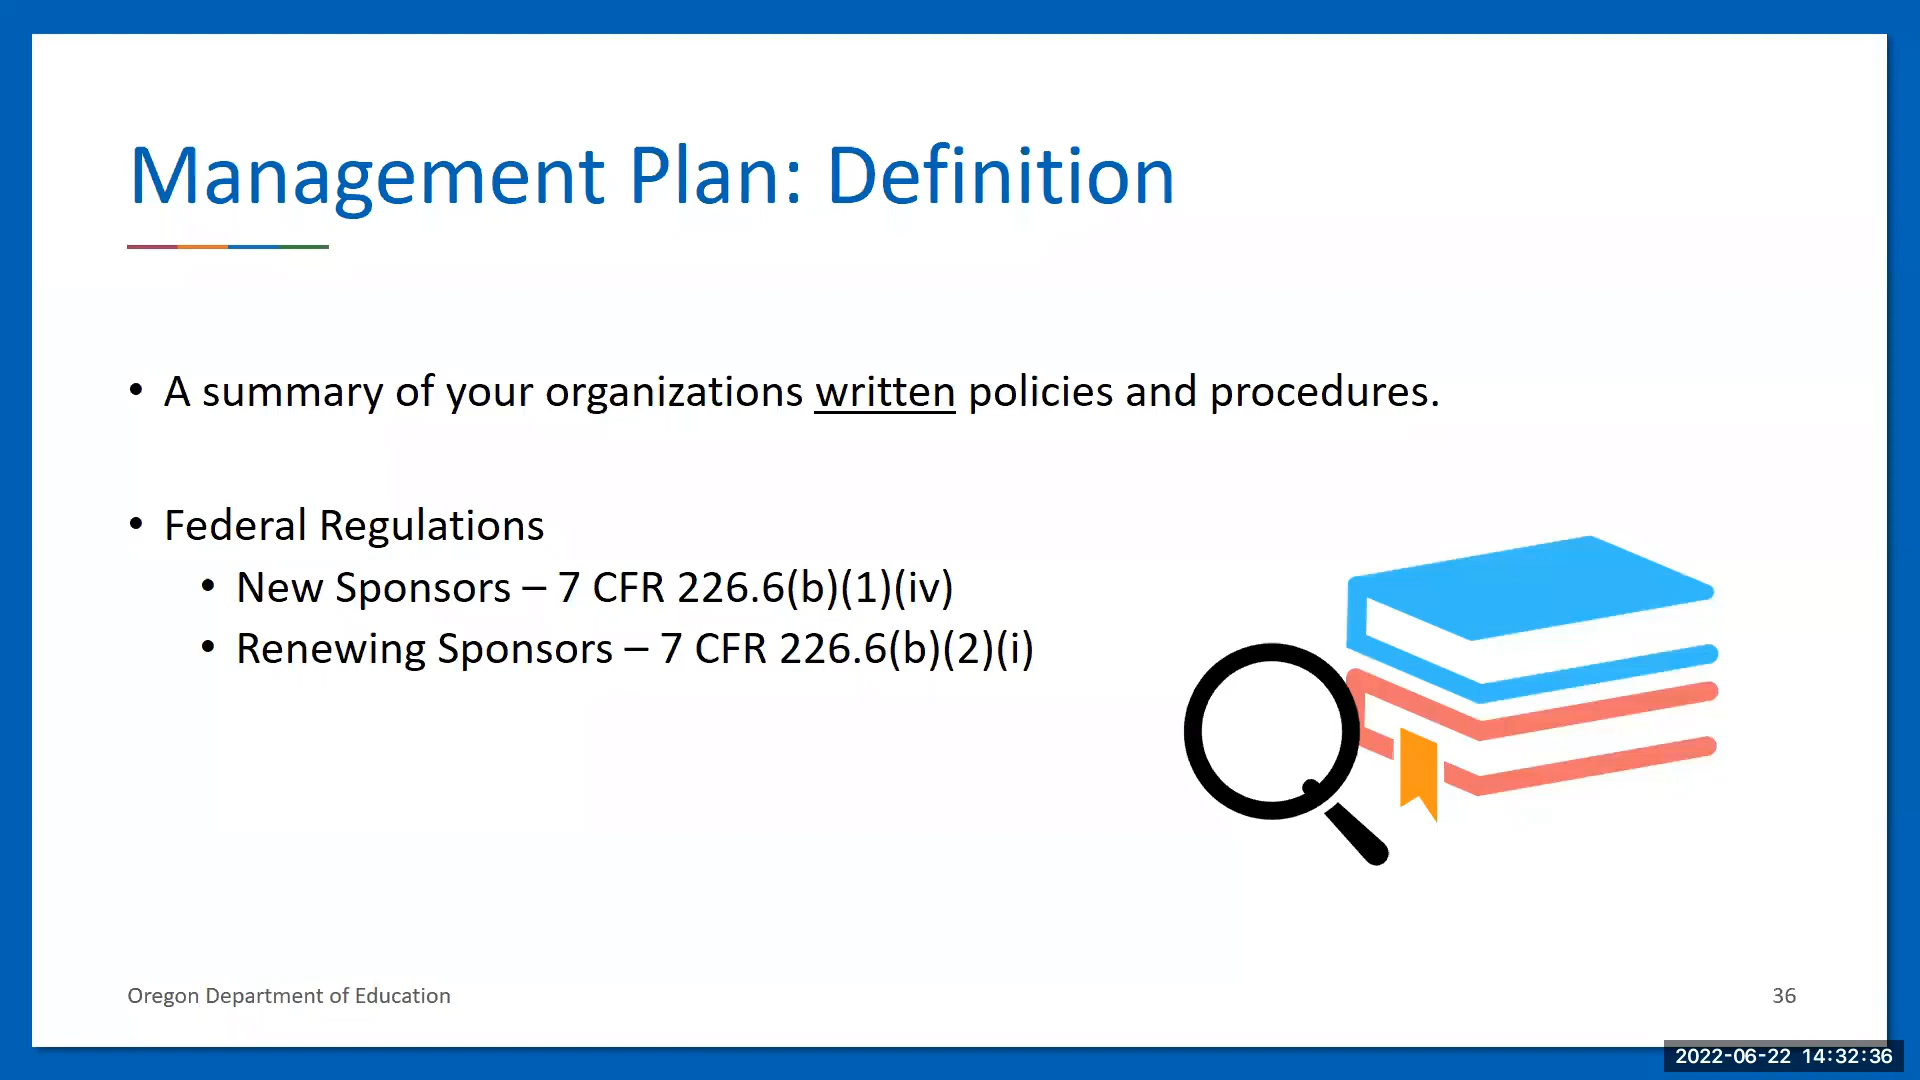 Management Plan: Definition
• A summary of your organizations written policies and procedures.
• Federal Regulations
• New Sponsors – 7 CFR 226.6(b)(1)(iv)
• Renewing Sponsors – 7 CFR 226.6(b)(2)(i)
Oregon Department of Education
36
2022-06-22 14:32:36